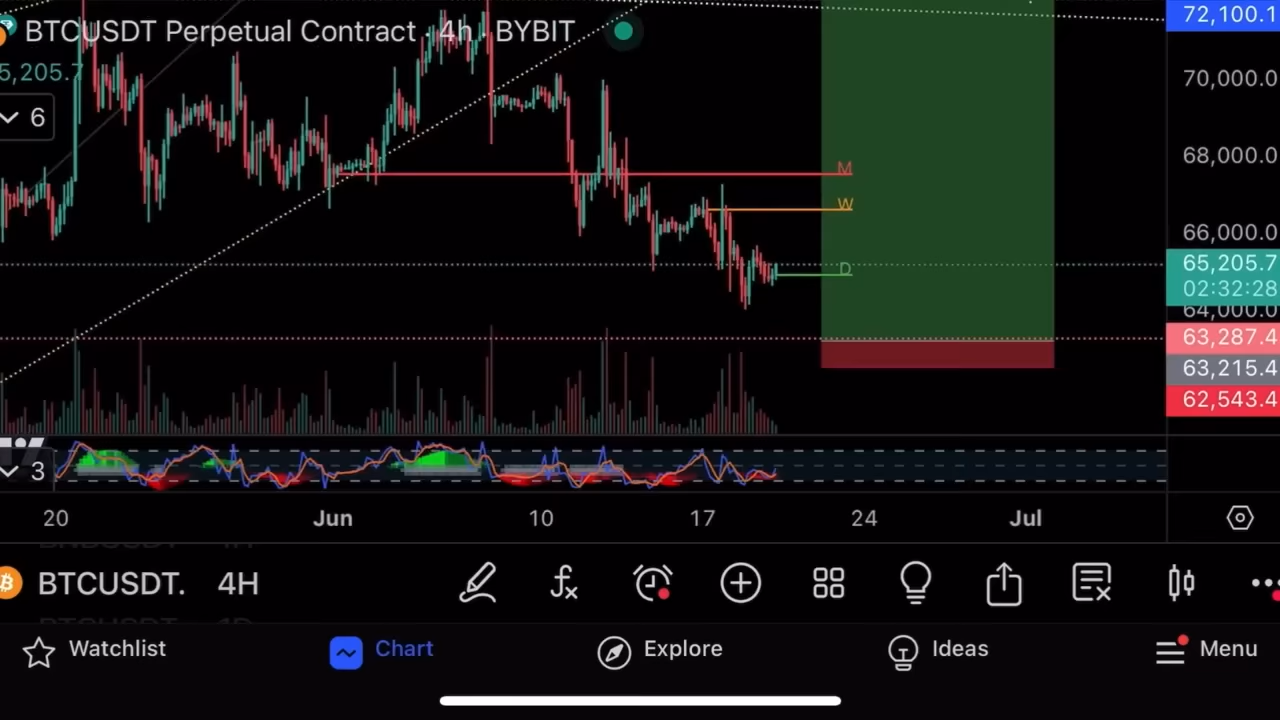 BTCUSDT Perpetual Contract · 4h · BYBIT
72,100.1
5,205.7
70,000.0
6
68,000.0
M
W
66,000.0
D
65,205.7
02:32:28
64,000.0
63,287.4
63,215.4
62,543.4
3
20 Jun 10 17 24 Jul
BTCUSDT. 4H
Watchlist Chart Explore Ideas Menu